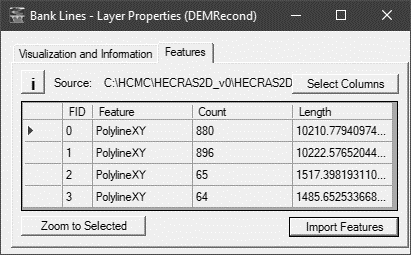 Bank Lines - Layer Properties (DEMRecond)
Visualization and Information Features
i Source: C:\HCMC\HECRAS2D_v0\HECRAS2D Select Columns
FID Feature Count Length
0 PolylineXY 880 10210.77940974...
1 PolylineXY 896 10222.57652044...
2 PolylineXY 65 1517.398193110...
3 PolylineXY 64 1485.652533668...
Zoom to Selected Import Features